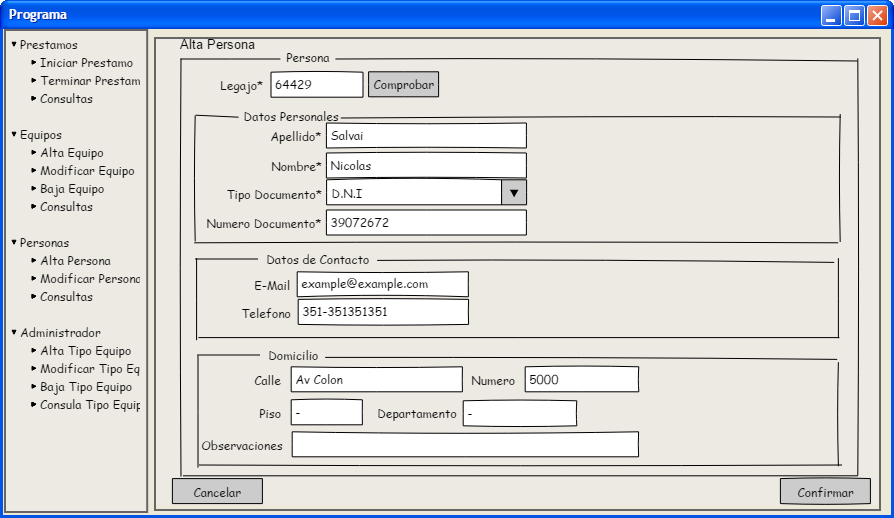 Programa
Prestamos
Iniciar Prestamo
Terminar Prestam
Consultas
Equipos
Alta Equipo
Modificar Equipo
Baja Equipo
Consultas
Personas
Alta Persona
Modificar Persona
Consultas
Administrador
Alta Tipo Equipo
Modificar Tipo Eq
Baja Tipo Equipo
Consula Tipo Equip
Alta Persona
Persona
Legajo* 64429 Comprobar
Datos Personales
Apellido* Salvai
Nombre* Nicolas
Tipo Documento* D.N.I
Numero Documento* 39072672
Datos de Contacto
E-Mail example@example.com
Telefono 351-351351351
Domicilio
Calle Av Colon Numero 5000
Piso - Departamento -
Observaciones
Cancelar Confirmar